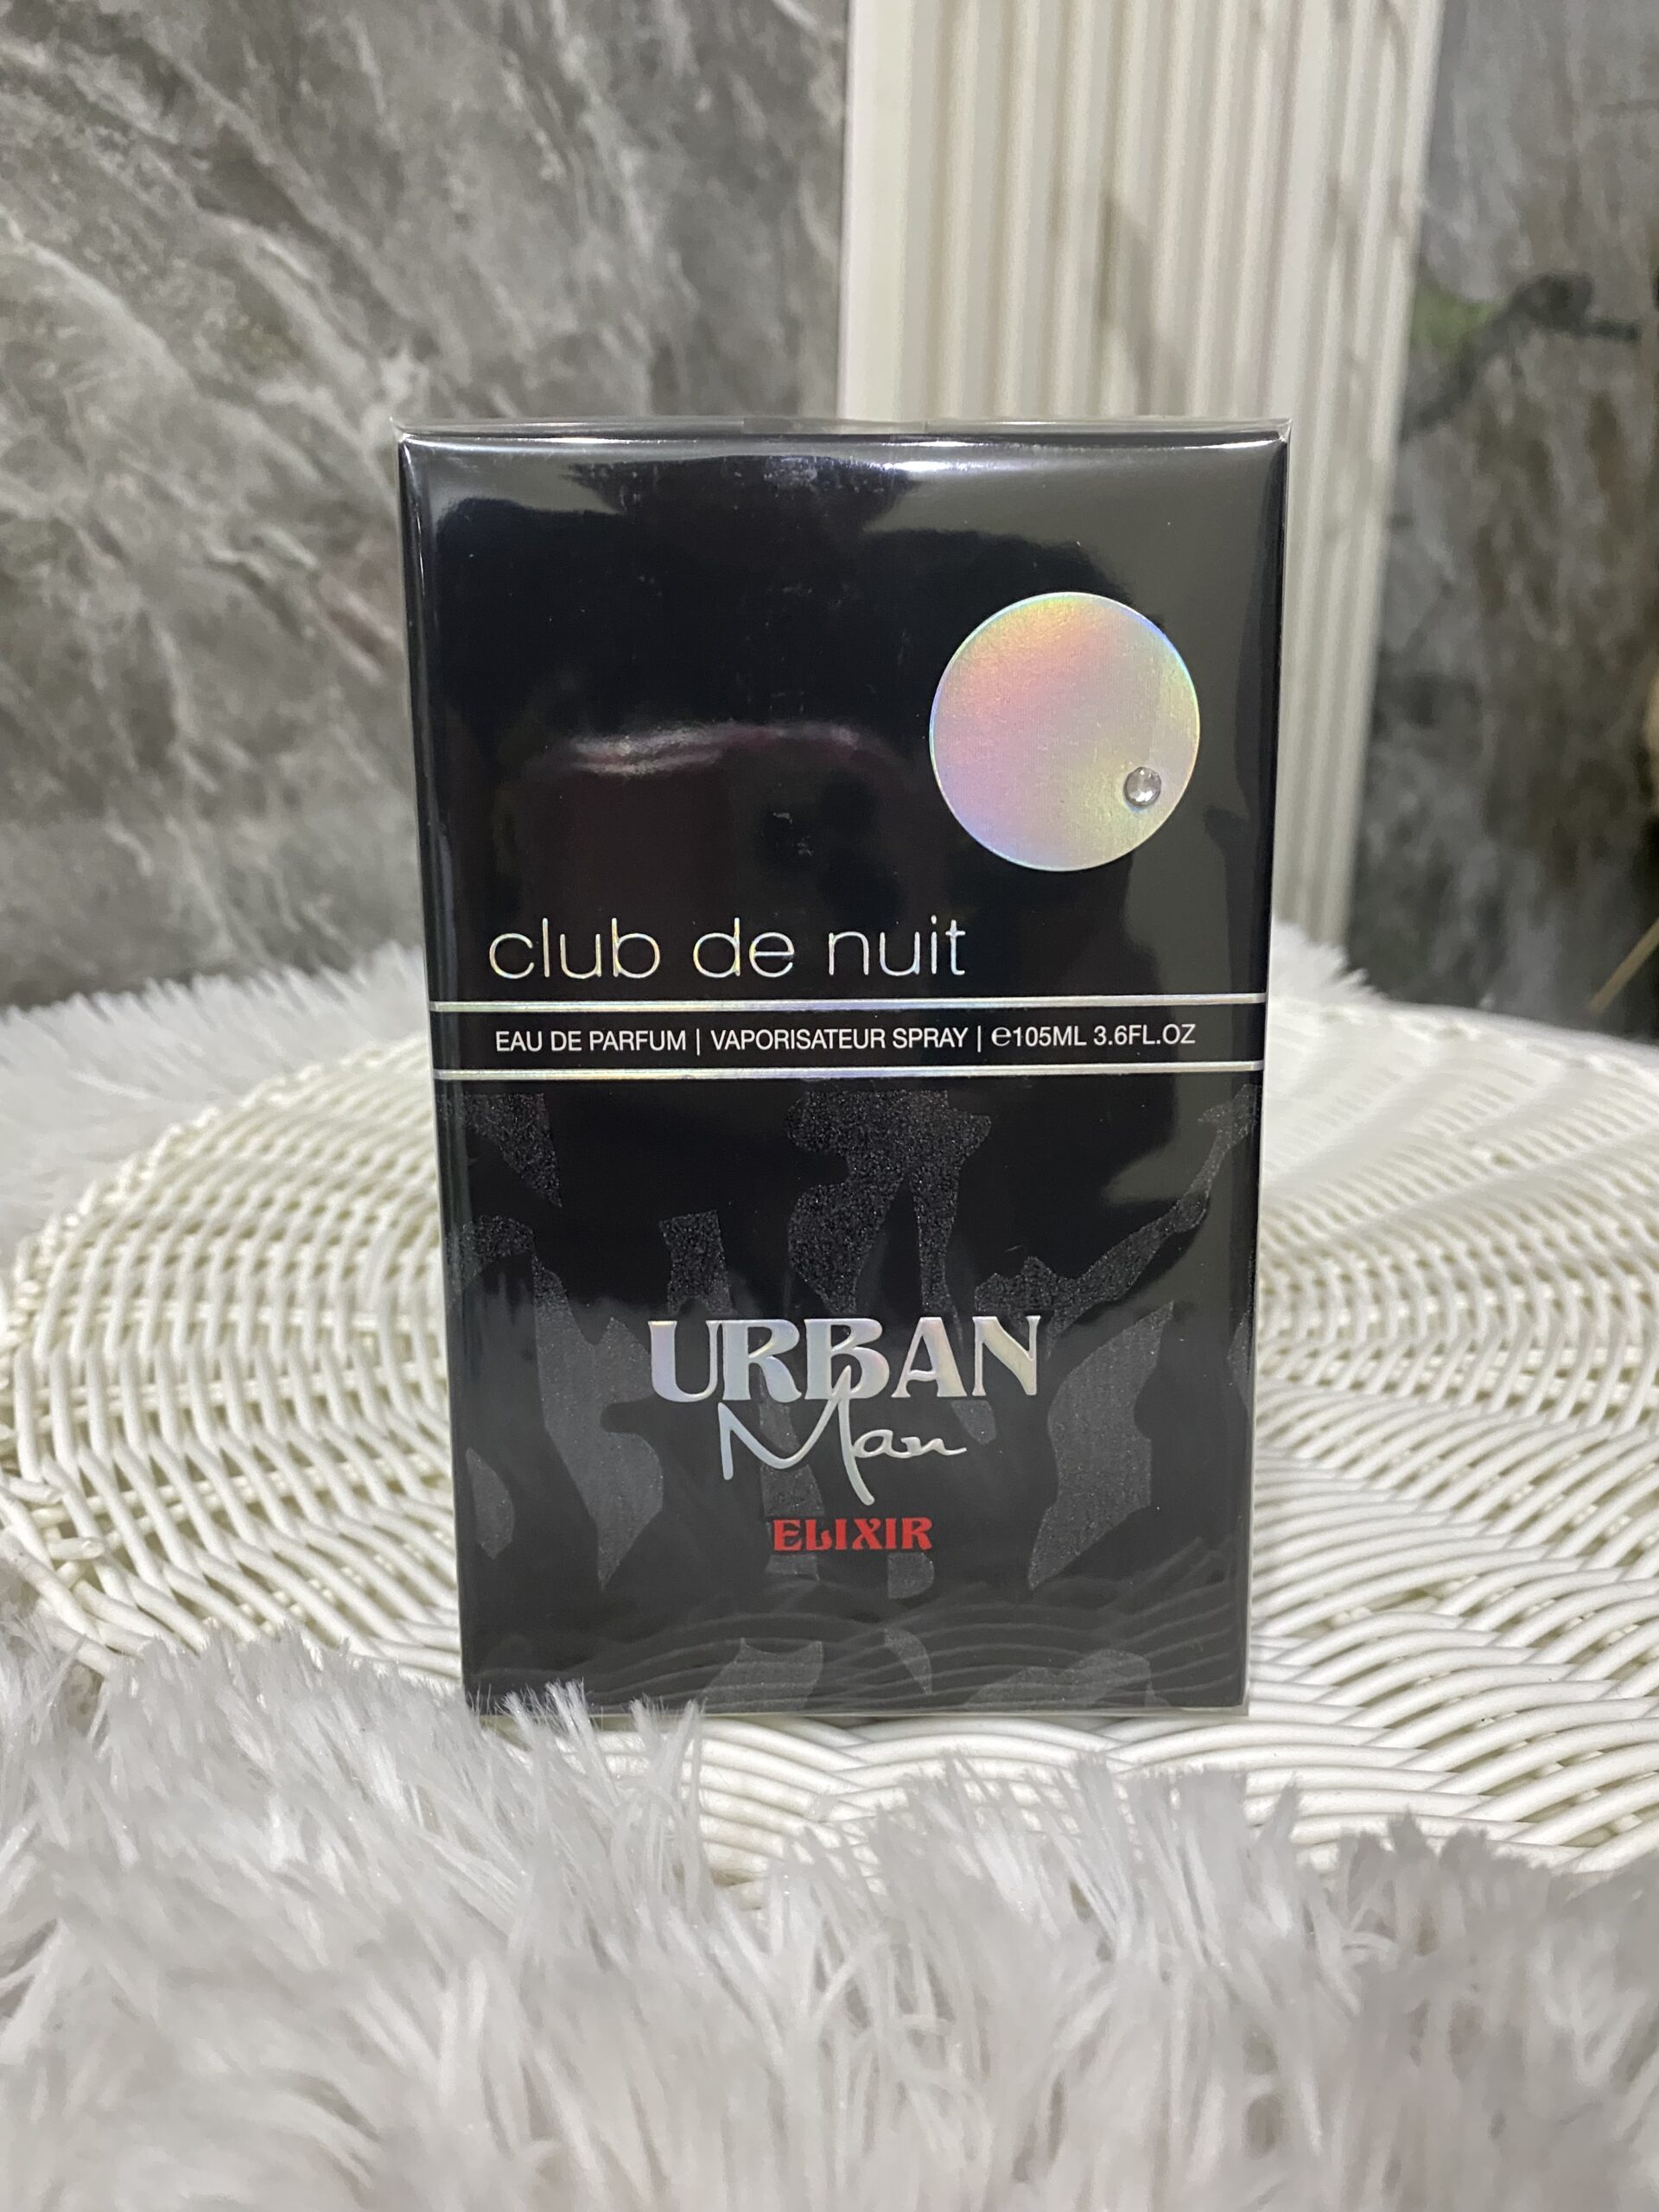 club de nuit
EAU DE PARFUM | VAPORISATEUR SPRAY | ℮105ML 3.6FL.OZ
URBAN
Man
ELIXIR